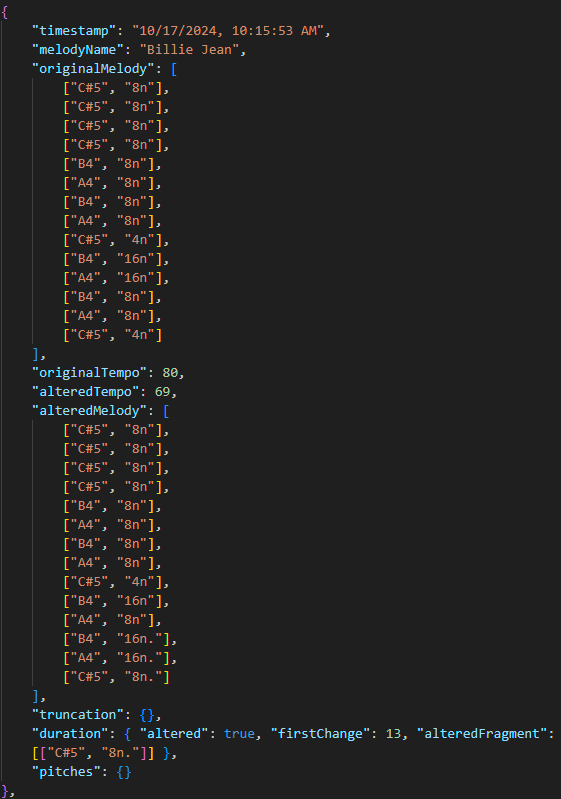 {
"timestamp": "10/17/2024, 10:15:53 AM",
"melodyName": "Billie Jean",
"originalMelody": [
["C#5", "8n"],
["C#5", "8n"],
["C#5", "8n"],
["C#5", "8n"],
["B4", "8n"],
["A4", "8n"],
["B4", "8n"],
["A4", "8n"],
["C#5", "4n"],
["B4", "16n"],
["A4", "16n"],
["B4", "8n"],
["A4", "8n"],
["C#5", "4n"]
],
"originalTempo": 80,
"alteredTempo": 69,
"alteredMelody": [
["C#5", "8n"],
["C#5", "8n"],
["C#5", "8n"],
["C#5", "8n"],
["B4", "8n"],
["A4", "8n"],
["B4", "8n"],
["A4", "8n"],
["C#5", "4n"],
["B4", "16n"],
["A4", "8n"],
["B4", "16n."],
["A4", "16n."],
["C#5", "8n."]
],
"truncation": {},
"duration": { "altered": true, "firstChange": 13, "alteredFragment":
[["C#5", "8n."]] },
"pitches": {}
},